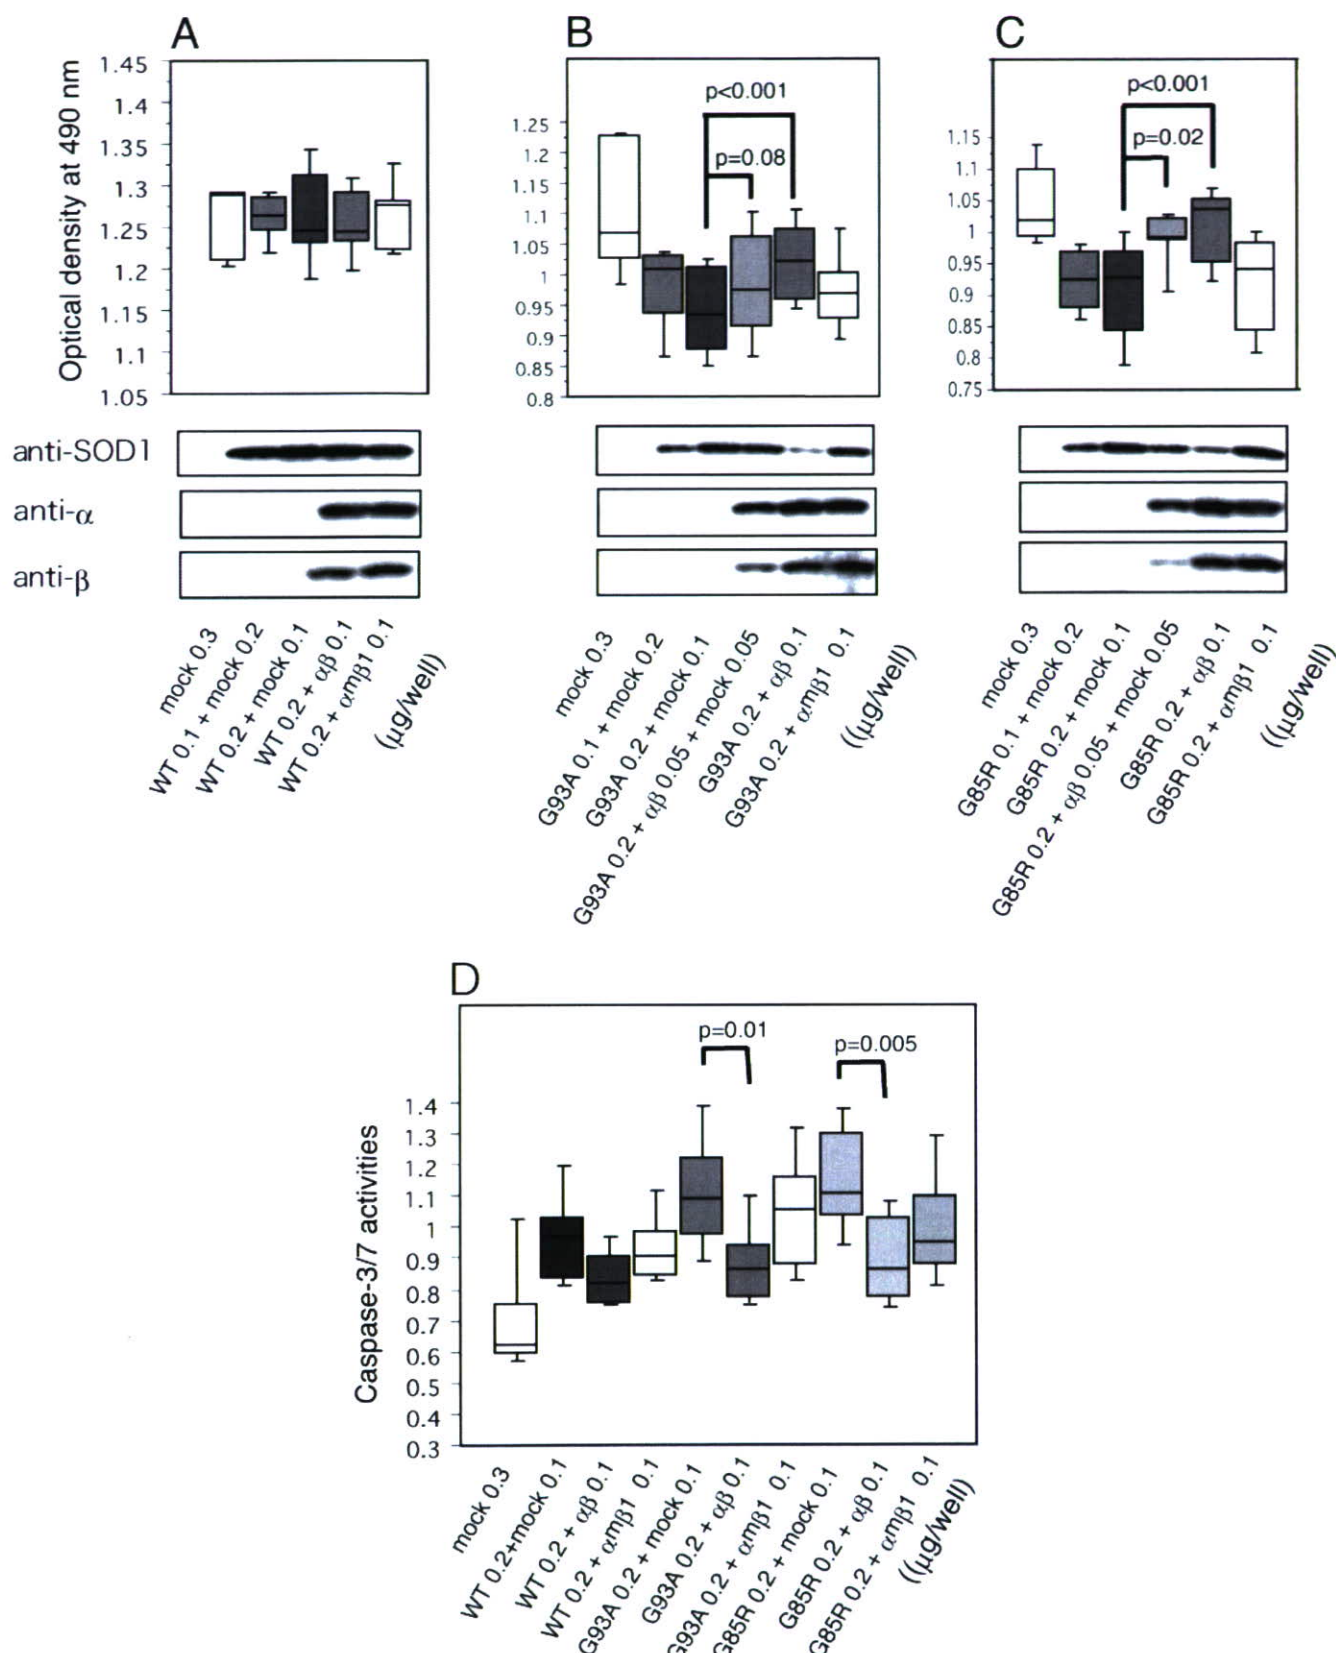 A
Optical density at 490 nm
1.45
1.4
1.35
1.3
1.25
1.2
1.15
1.1
1.05
B
1.25
1.2
1.15
1.1
1.05
1
0.95
0.9
0.85
0.8
p<0.001
p=0.08
C
1.15
1.1
1.05
1
0.95
0.9
0.85
0.8
0.75
p<0.001
p=0.02
anti-SOD1
anti-α
anti-β
mock 0.3
WT 0.1 + mock 0.2
WT 0.2 + mock 0.1
WT 0.2 + αβ 0.1
WT 0.2 + αmβ1 0.1
(μg/well)
mock 0.3
G93A 0.1 + mock 0.2
G93A 0.2 + mock 0.1
G93A 0.2 + αβ 0.05 + mock 0.05
G93A 0.2 + αβ 0.1
G93A 0.2 + αmβ1 0.1
((μg/well)
mock 0.3
G85R 0.1 + mock 0.2
G85R 0.2 + mock 0.1
G85R 0.2 + αβ 0.05 + mock 0.05
G85R 0.2 + αβ 0.1
G85R 0.2 + αmβ1 0.1
((μg/well)
D
Caspase-3/7 activities
1.4
1.3
1.2
1.1
1
0.9
0.8
0.7
0.6
0.5
0.4
0.3
p=0.01
p=0.005
mock 0.3
WT 0.2+mock 0.1
WT 0.2 + αβ 0.1
WT 0.2 + αmβ1 0.1
G93A 0.2 + mock 0.1
G93A 0.2 + αβ 0.1
G93A 0.2 + αmβ1 0.1
G85R 0.2 + mock 0.1
G85R 0.2 + αβ 0.1
G85R 0.2 + αmβ1 0.1
((μg/well)